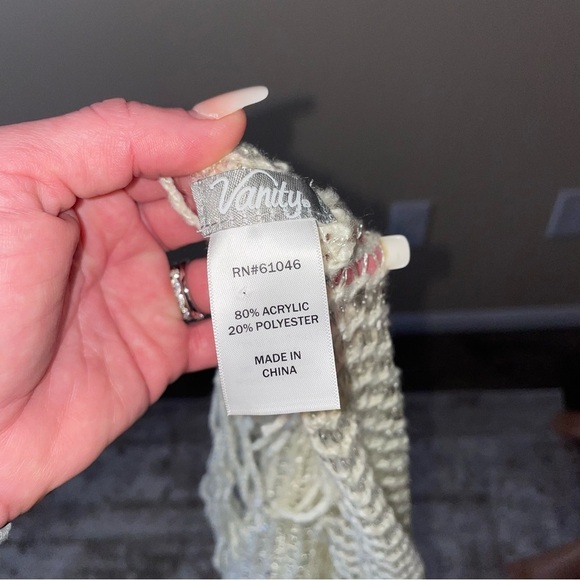 Vanity.
RN#61046
80% ACRYLIC
20% POLYESTER
MADE IN
CHINA